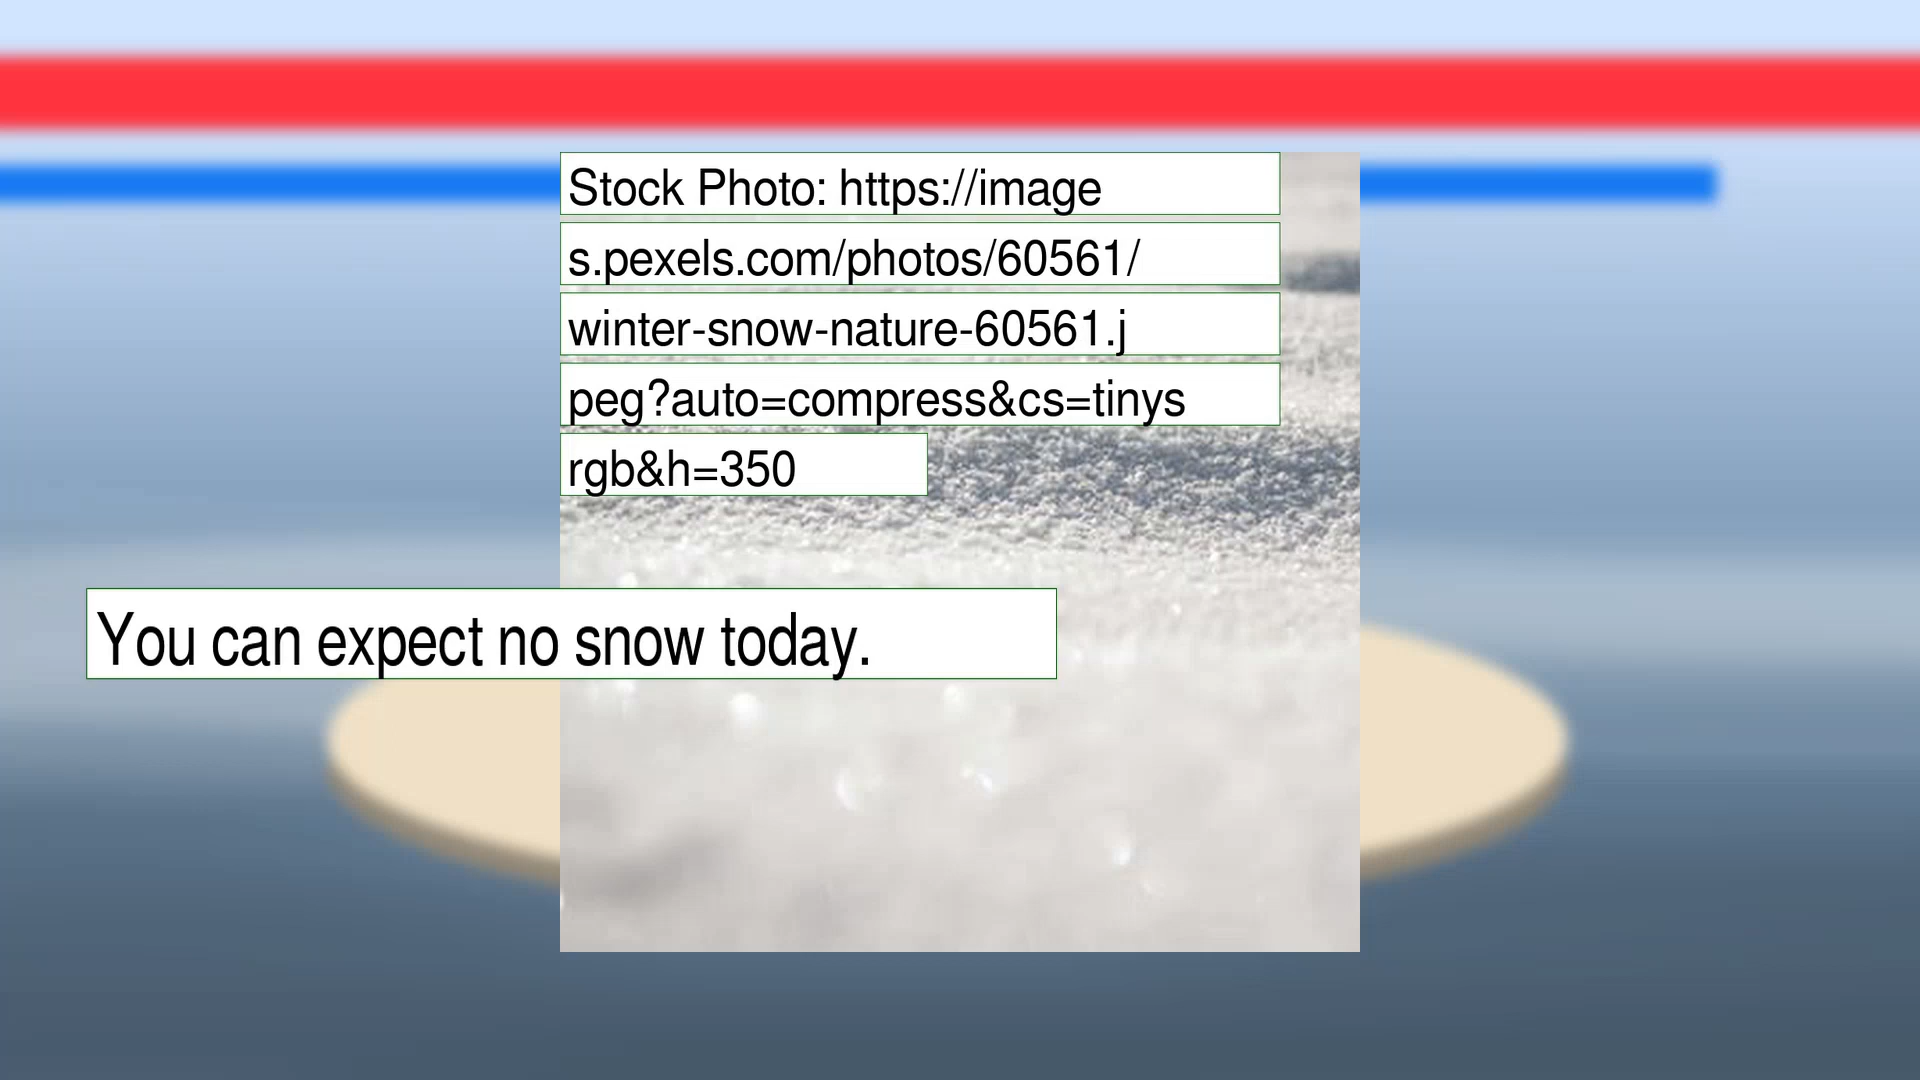 Stock Photo: https://image
s.pexels.com/photos/60561/
winter-snow-nature-60561.j
peg?auto=compress&cs=tinys
rgb&h=350
You can expect no snow today.